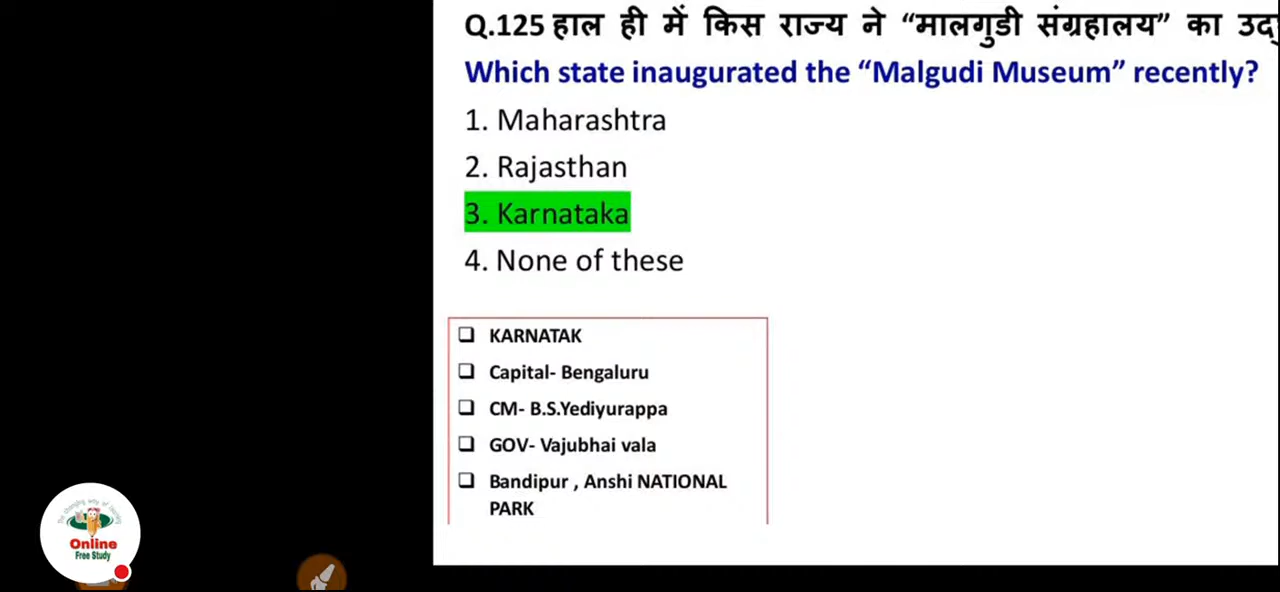 Q.125 हाल ही में किस राज्य ने “मालगुडी संग्रहालय” का
Which state inaugurated the “Malgudi Museum” recently?
1. Maharashtra
2. Rajasthan
3. Karnataka
4. None of these
KARNATAK
Capital- Bengaluru
CM- B.S.Yediyurappa
GOV- Vajubhai vala
Bandipur , Anshi NATIONAL
PARK
Online
Free Study